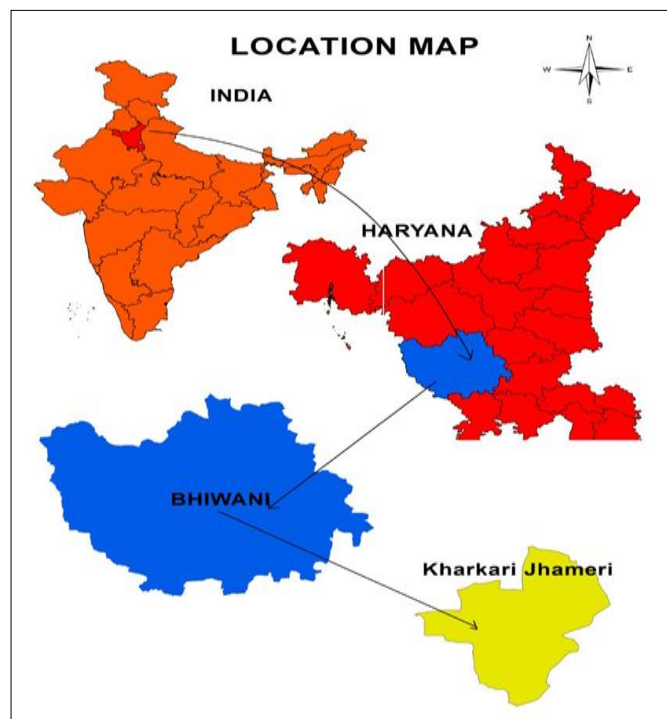 LOCATION MAP
N
W E
S
INDIA
HARYANA
BHIWANI
Kharkari Jhameri